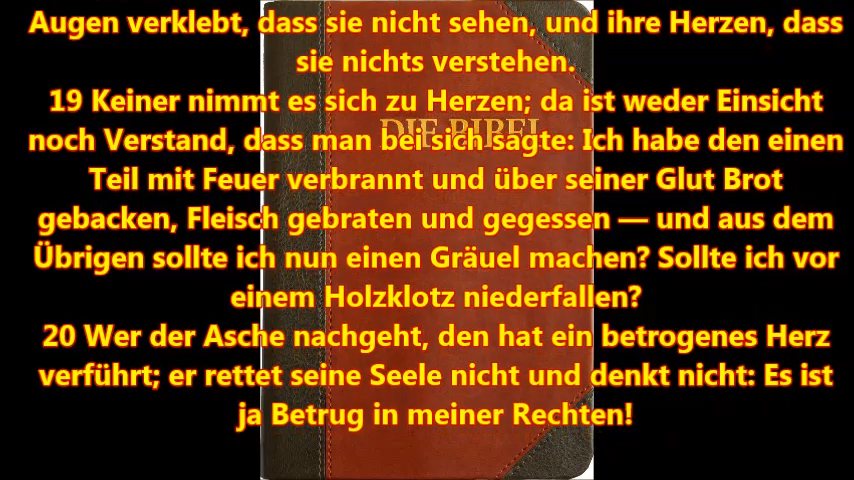 Augen verklebt, dass sie nicht sehen, und ihre Herzen, dass
sie nichts verstehen.
19 Keiner nimmt es sich zu Herzen; da ist weder Einsicht
DIE BIBEL
noch Verstand, dass man bei sich sagte: Ich habe den einen
Teil mit Feuer verbrannt und über seiner Glut Brot
gebacken, Fleisch gebraten und gegessen — und aus dem
Übrigen sollte ich nun einen Gräuel machen? Sollte ich vor
einem Holzklotz niederfallen?
20 Wer der Asche nachgeht, den hat ein betrogenes Herz
verführt; er rettet seine Seele nicht und denkt nicht: Es ist
ja Betrug in meiner Rechten!